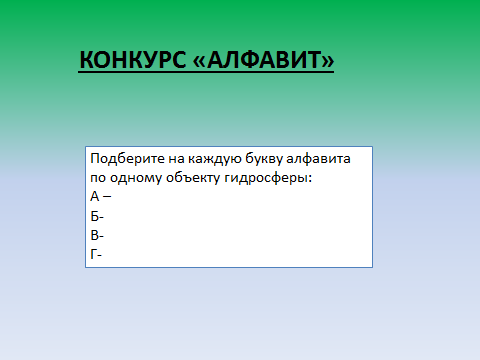 КОНКУРС «АЛФАВИТ»
Подберите на каждую букву алфавита
по одному объекту гидросферы:
А –
Б-
В-
Г-